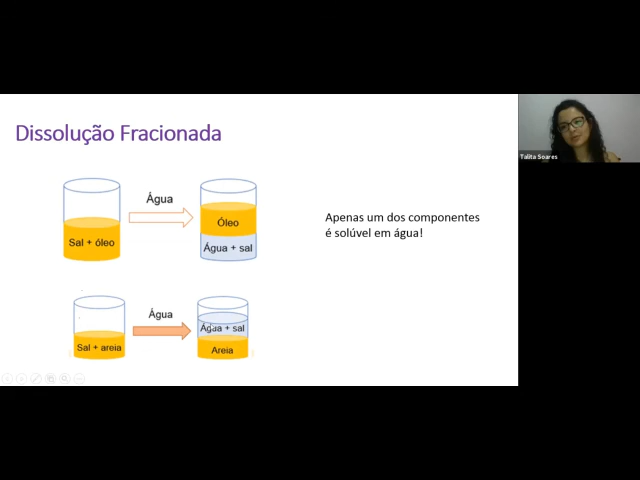 Dissolução Fracionada
Água
Sal + óleo
Óleo
Água + sal
Apenas um dos componentes
é solúvel em água!
Água
Sal + areia
Água + sal
Areia
Talita Soares